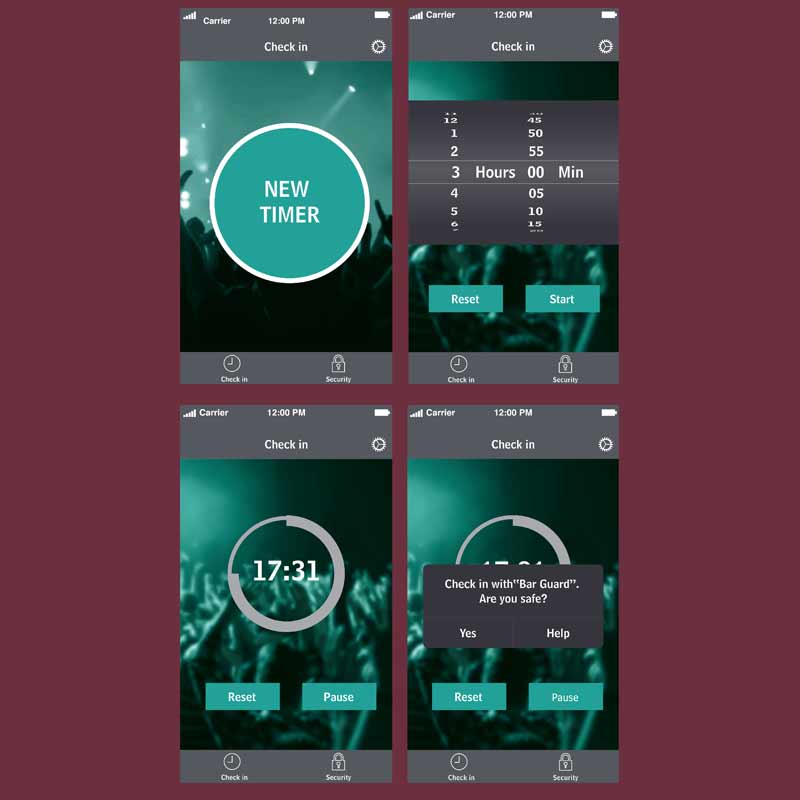 Carrier 12:00 PM
Check in
NEW
TIMER
Check in Security
Carrier 12:00 PM
Check in
12 45
1 50
2 55
3 Hours 00 Min
4 05
5 10
6 15
Reset Start
Check in Security
Carrier 12:00 PM
Check in
17:31
Reset Pause
Check in Security
Carrier 12:00 PM
Check in
Check in with"Bar Guard".
Are you safe?
Yes Help
Reset Pause
Check in Security